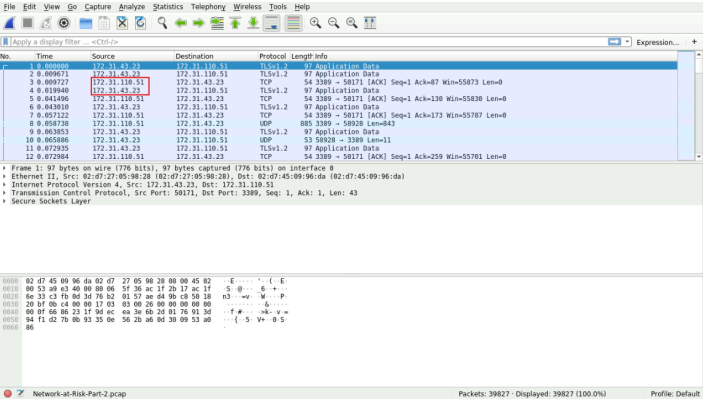 File Edit View Go Capture Analyze Statistics Telephony Wireless Tools Help
Apply a display filter ... <Ctrl-/> Expression... +
No. Time Source Destination Protocol Length Info
1 0.000000 172.31.43.23 172.31.110.51 TLSv1.2 97 Application Data
2 0.009671 172.31.43.23 172.31.110.51 TLSv1.2 97 Application Data
3 0.009727 172.31.110.51 172.31.43.23 TCP 54 3389 → 50171 [ACK] Seq=1 Ack=87 Win=55873 Len=0
4 0.019940 172.31.43.23 172.31.110.51 TLSv1.2 97 Application Data
5 0.041496 172.31.110.51 172.31.43.23 TCP 54 3389 → 50171 [ACK] Seq=1 Ack=130 Win=55830 Len=0
6 0.043010 172.31.43.23 172.31.110.51 TLSv1.2 97 Application Data
7 0.057122 172.31.110.51 172.31.43.23 TCP 54 3389 → 50171 [ACK] Seq=1 Ack=173 Win=55787 Len=0
8 0.058738 172.31.110.51 172.31.43.23 UDP 885 3389 → 58928 Len=843
9 0.063853 172.31.43.23 172.31.110.51 TLSv1.2 97 Application Data
10 0.065886 172.31.43.23 172.31.110.51 UDP 53 58928 → 3389 Len=11
11 0.072935 172.31.43.23 172.31.110.51 TLSv1.2 97 Application Data
12 0.072984 172.31.110.51 172.31.43.23 TCP 54 3389 → 50171 [ACK] Seq=1 Ack=259 Win=55701 Len=0
Frame 1: 97 bytes on wire (776 bits), 97 bytes captured (776 bits) on interface 0
Ethernet II, Src: 02:d7:27:05:98:28 (02:d7:27:05:98:28), Dst: 02:d7:45:09:96:da (02:d7:45:09:96:da)
Internet Protocol Version 4, Src: 172.31.43.23, Dst: 172.31.110.51
Transmission Control Protocol, Src Port: 50171, Dst Port: 3389, Seq: 1, Ack: 1, Len: 43
Secure Sockets Layer
0000 02 d7 45 09 96 da 02 d7 27 05 98 28 08 00 45 02 ··E·····'··(··E·
0010 00 53 a9 e3 40 00 80 06 5f 36 ac 1f 2b 17 ac 1f ·S··@···_6··+···
0020 6e 33 c3 fb 0d 3d 76 b2 01 57 ae d4 9b c8 50 18 n3···=v··W····P·
0030 20 bf 0b c4 00 00 17 03 03 00 26 00 00 00 00 00 ··········&·····
0040 00 0f 66 86 23 1f 9d ec ea 3e 6b 2d 01 76 91 3d ··f·#····>k-·v·=
0050 94 f1 d2 7b 0b 93 35 0e 56 2b a6 0d 30 09 53 a0 ···{··5·V+··0·S·
0060 86 ·
Network-at-Risk-Part-2.pcap Packets: 39827 · Displayed: 39827 (100.0%) Profile: Default